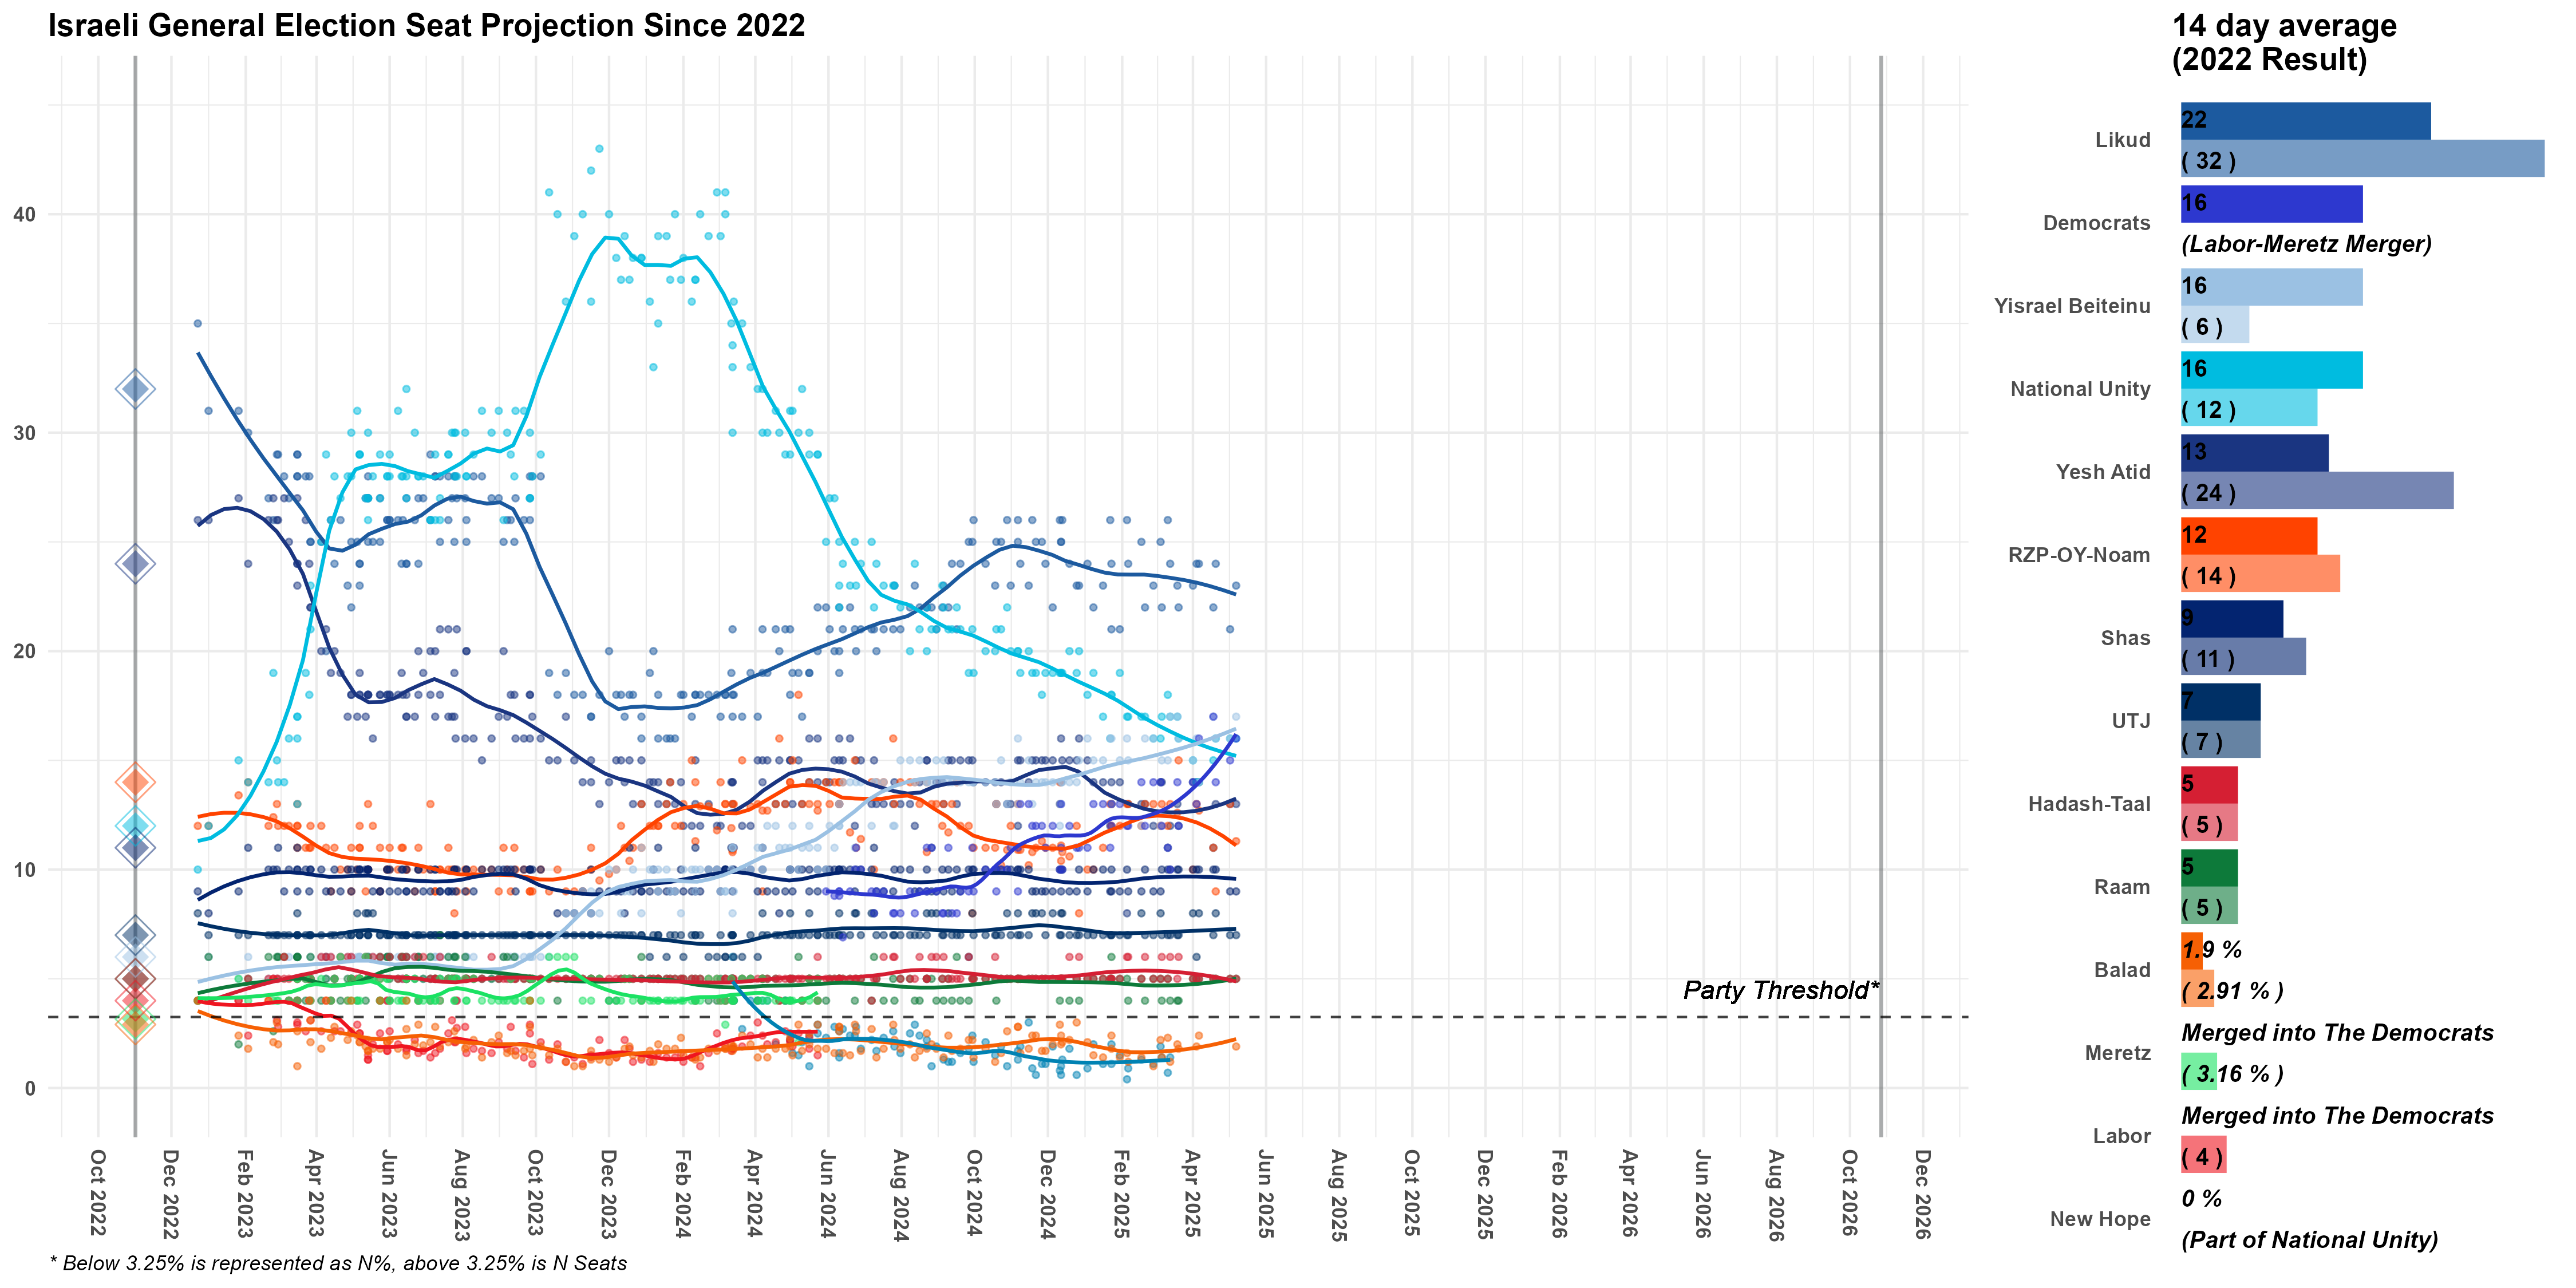 Israeli General Election Seat Projection Since 2022
40
30
20
10
0
Party Threshold*
Oct 2022
Dec 2022
Feb 2023
Apr 2023
Jun 2023
Aug 2023
Oct 2023
Dec 2023
Feb 2024
Apr 2024
Jun 2024
Aug 2024
Oct 2024
Dec 2024
Feb 2025
Apr 2025
Jun 2025
Aug 2025
Oct 2025
Dec 2025
Feb 2026
Apr 2026
Jun 2026
Aug 2026
Oct 2026
Dec 2026
* Below 3.25% is represented as N%, above 3.25% is N Seats
14 day average
(2022 Result)
Likud
22
( 32 )
Democrats
16
(Labor-Meretz Merger)
Yisrael Beiteinu
16
( 6 )
National Unity
16
( 12 )
Yesh Atid
13
( 24 )
RZP-OY-Noam
12
( 14 )
Shas
9
( 11 )
UTJ
7
( 7 )
Hadash-Taal
5
( 5 )
Raam
5
( 5 )
Balad
1.9 %
( 2.91 % )
Meretz
Merged into The Democrats
( 3.16 % )
Labor
Merged into The Democrats
( 4 )
New Hope
0 %
(Part of National Unity)